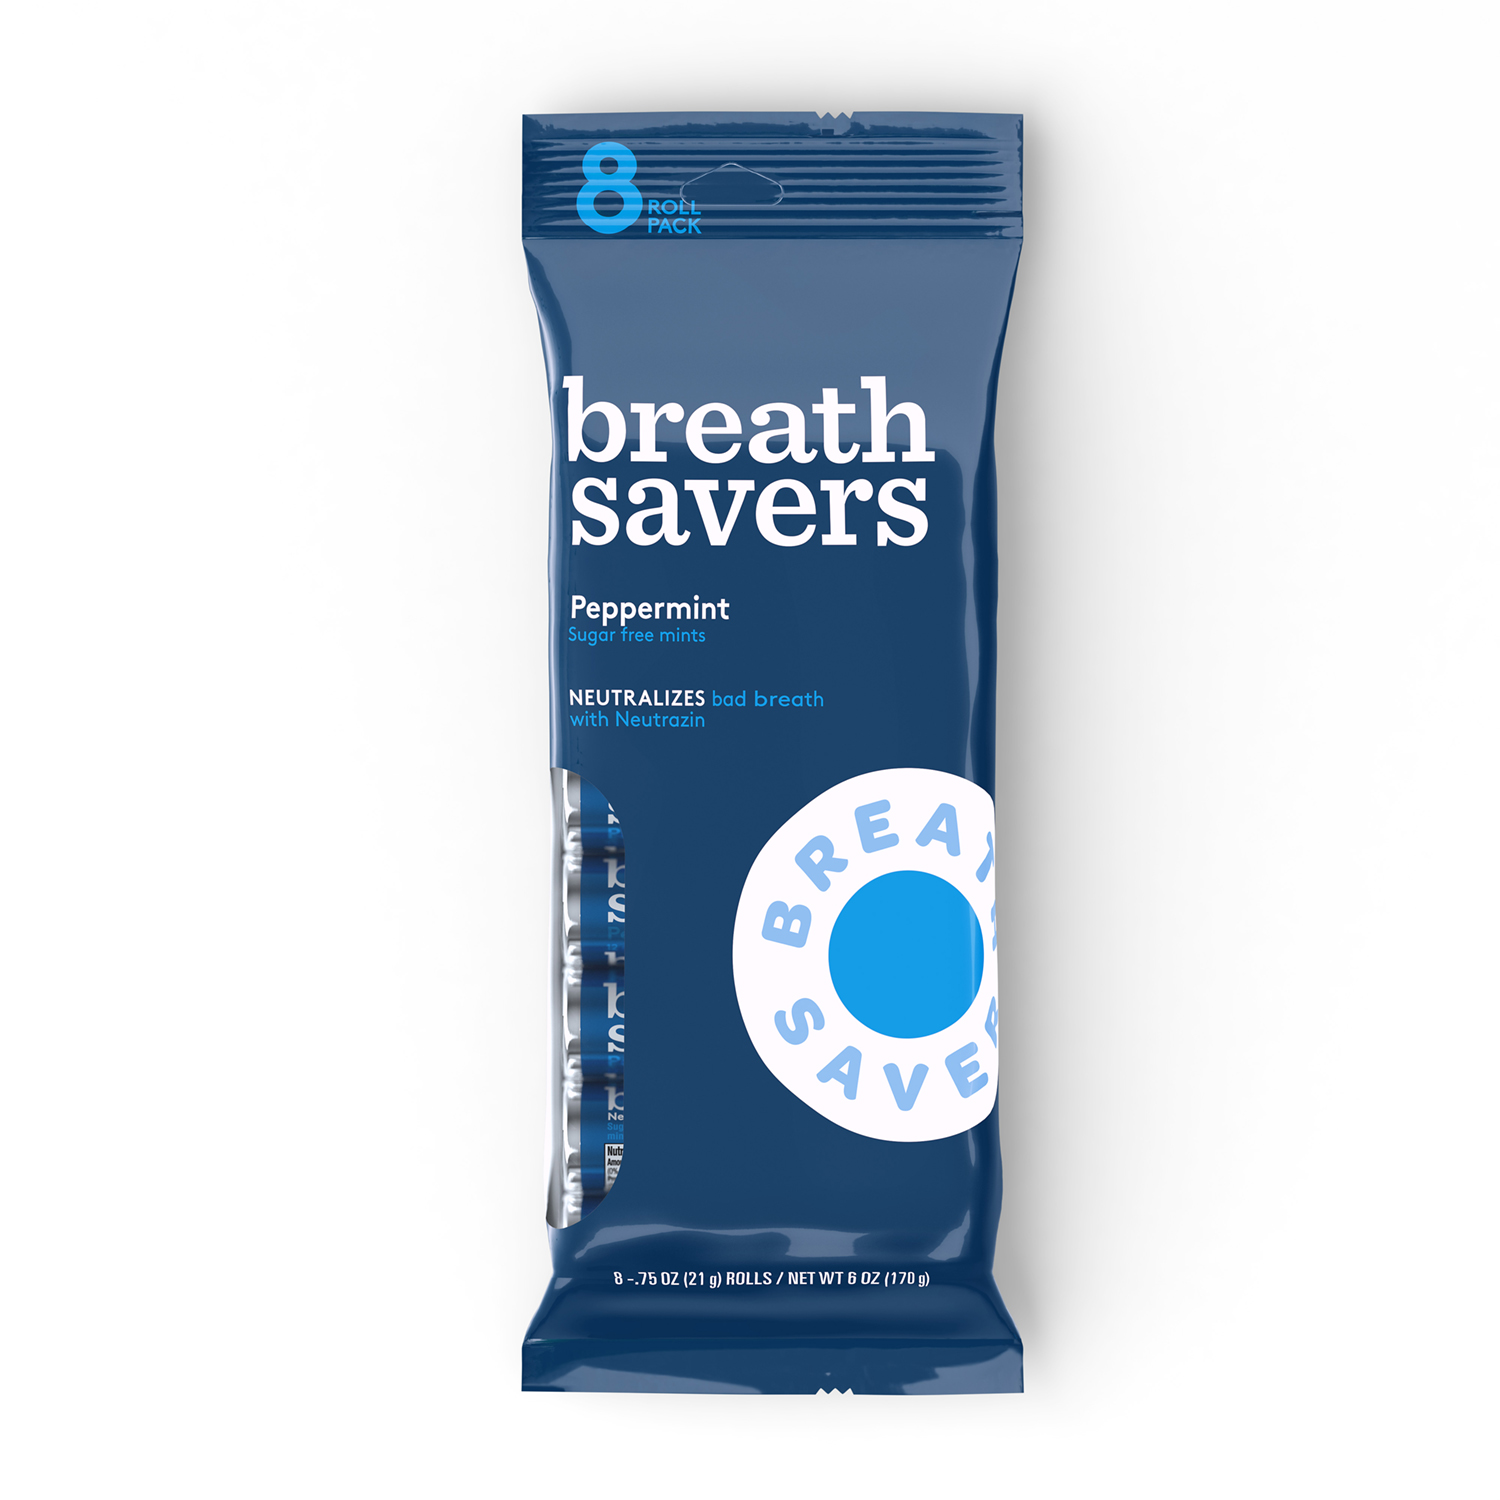 8
ROLL
PACK
breath
savers
Peppermint
Sugar free mints
NEUTRALIZES bad breath
with Neutrazin
BREATH
SAVER
8 -.75 OZ (21 g) ROLLS / NET WT 6 OZ (170 g)